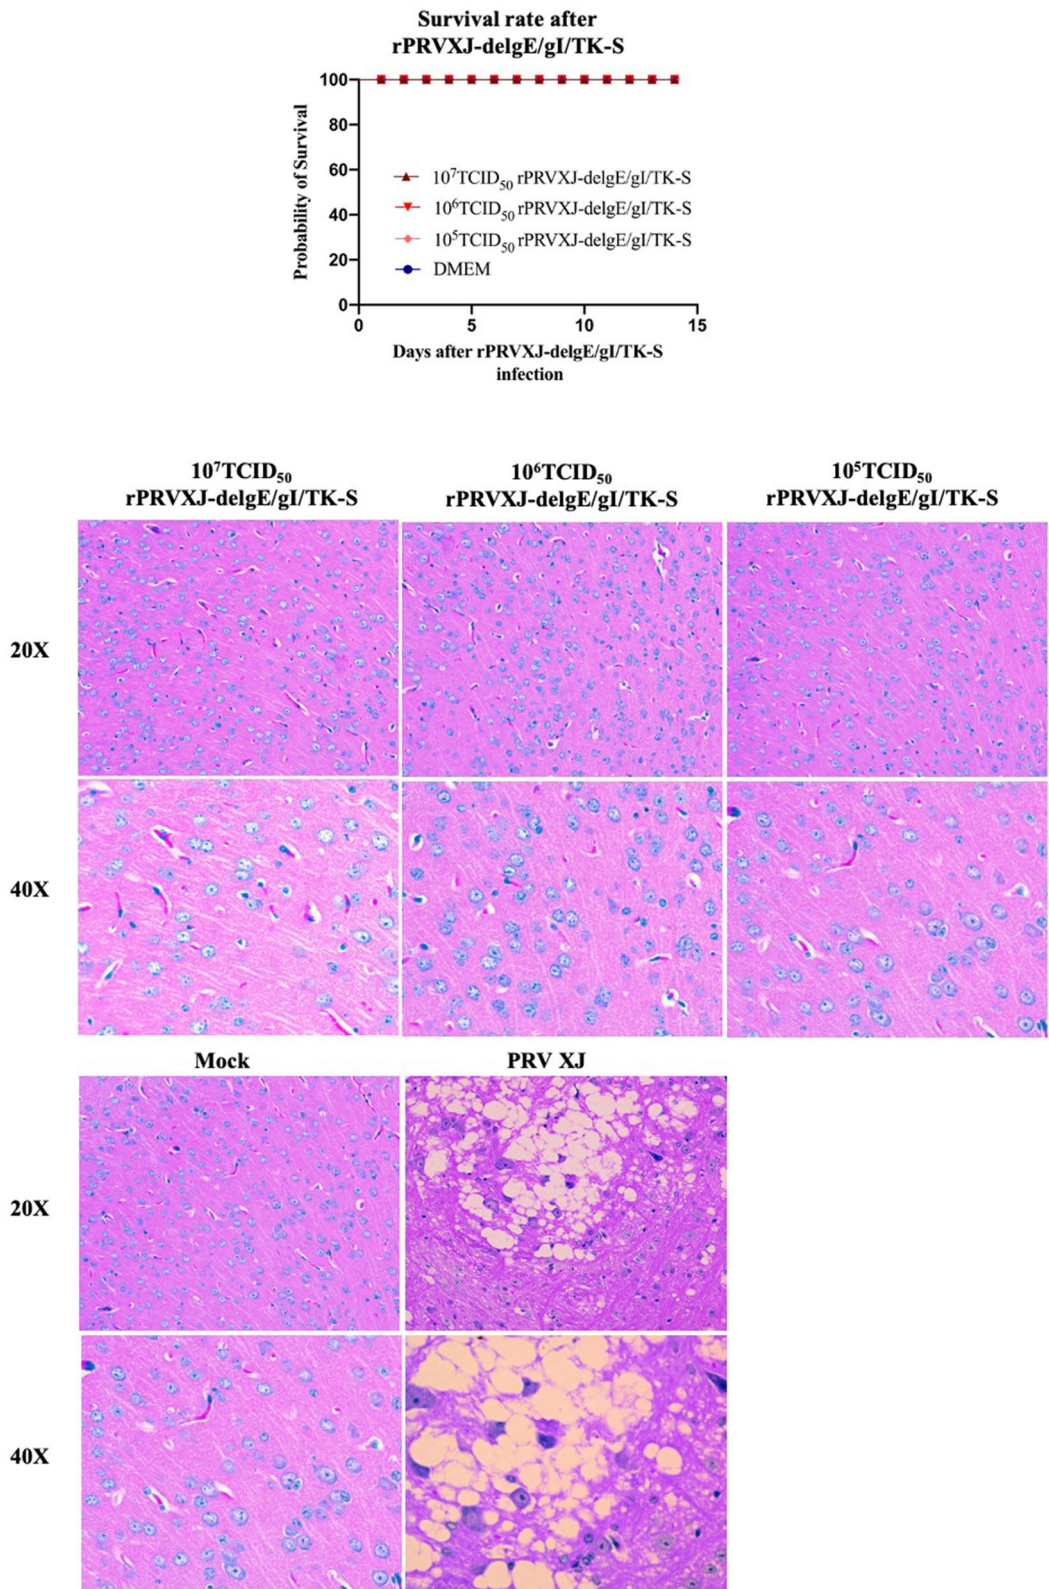 Survival rate after
rPRVXJ-delgE/gI/TK-S
Probability of Survival
100
80
60
40
20
0
10⁷TCID₅₀ rPRVXJ-delgE/gI/TK-S
10⁶TCID₅₀ rPRVXJ-delgE/gI/TK-S
10⁵TCID₅₀ rPRVXJ-delgE/gI/TK-S
DMEM
0 5 10 15
Days after rPRVXJ-delgE/gI/TK-S
infection
10⁷TCID₅₀ 10⁶TCID₅₀ 10⁵TCID₅₀
rPRVXJ-delgE/gI/TK-S rPRVXJ-delgE/gI/TK-S rPRVXJ-delgE/gI/TK-S
20X
40X
Mock PRV XJ
20X
40X